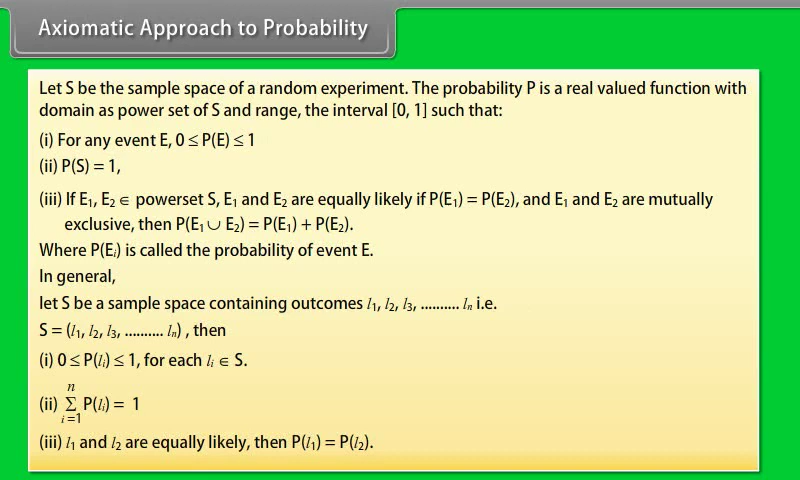 Axiomatic Approach to Probability
Let S be the sample space of a random experiment. The probability P is a real valued function with
domain as power set of S and range, the interval [0, 1] such that:
(i) For any event E, 0 ≤ P(E) ≤ 1
(ii) P(S) = 1,
(iii) If E₁, E₂ ∈ powerset S, E₁ and E₂ are equally likely if P(E₁) = P(E₂), and E₁ and E₂ are mutually
exclusive, then P(E₁ ∪ E₂) = P(E₁) + P(E₂).
Where P(Eᵢ) is called the probability of event E.
In general,
let S be a sample space containing outcomes l₁, l₂, l₃, .......... lₙ i.e.
S = (l₁, l₂, l₃, .......... lₙ) , then
(i) 0 ≤ P(lᵢ) ≤ 1, for each lᵢ ∈ S.
n
(ii) Σ P(lᵢ) = 1
i=1
(iii) l₁ and l₂ are equally likely, then P(l₁) = P(l₂).